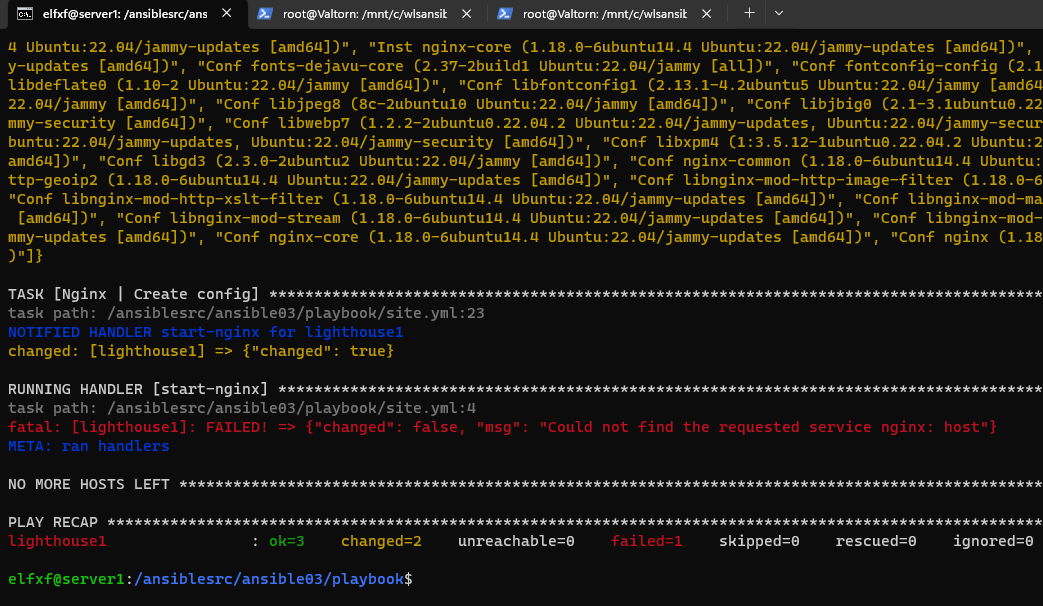 elfxf@server1: /ansiblesrc/ans
root@Valtorn: /mnt/c/wlsansib
root@Valtorn: /mnt/c/wlsansib
4 Ubuntu:22.04/jammy-updates [amd64])", "Inst nginx-core (1.18.0-6ubuntu14.4 Ubuntu:22.04/jammy-updates [amd64])",
y-updates [amd64])", "Conf fonts-dejavu-core (2.37-2build1 Ubuntu:22.04/jammy [all])", "Conf fontconfig-config (2.1
libdeflate0 (1.10-2 Ubuntu:22.04/jammy [amd64])", "Conf libfontconfig1 (2.13.1-4.2ubuntu5 Ubuntu:22.04/jammy [amd64
22.04/jammy [amd64])", "Conf libjpeg8 (8c-2ubuntu10 Ubuntu:22.04/jammy [amd64])", "Conf libjbig0 (2.1-3.1ubuntu0.22
mmy-security [amd64])", "Conf libwebp7 (1.2.2-2ubuntu0.22.04.2 Ubuntu:22.04/jammy-updates, Ubuntu:22.04/jammy-secur
buntu:22.04/jammy-updates, Ubuntu:22.04/jammy-security [amd64])", "Conf libxpm4 (1:3.5.12-1ubuntu0.22.04.2 Ubuntu:2
amd64])", "Conf libgd3 (2.3.0-2ubuntu2 Ubuntu:22.04/jammy [amd64])", "Conf nginx-common (1.18.0-6ubuntu14.4 Ubuntu:
ttp-geoip2 (1.18.0-6ubuntu14.4 Ubuntu:22.04/jammy-updates [amd64])", "Conf libnginx-mod-http-image-filter (1.18.0-6
"Conf libnginx-mod-http-xslt-filter (1.18.0-6ubuntu14.4 Ubuntu:22.04/jammy-updates [amd64])", "Conf libnginx-mod-ma
[amd64])", "Conf libnginx-mod-stream (1.18.0-6ubuntu14.4 Ubuntu:22.04/jammy-updates [amd64])", "Conf libnginx-mod-
mmy-updates [amd64])", "Conf nginx-core (1.18.0-6ubuntu14.4 Ubuntu:22.04/jammy-updates [amd64])", "Conf nginx (1.18
)"]}
TASK [Nginx | Create config] **************************************************************************************
task path: /ansiblesrc/ansible03/playbook/site.yml:23
NOTIFIED HANDLER start-nginx for lighthouse1
changed: [lighthouse1] => {"changed": true}
RUNNING HANDLER [start-nginx] *************************************************************************************
task path: /ansiblesrc/ansible03/playbook/site.yml:4
fatal: [lighthouse1]: FAILED! => {"changed": false, "msg": "Could not find the requested service nginx: host"}
META: ran handlers
NO MORE HOSTS LEFT ************************************************************************************************
PLAY RECAP ********************************************************************************************************
lighthouse1                : ok=3    changed=2    unreachable=0    failed=1    skipped=0    rescued=0    ignored=0
elfxf@server1:/ansiblesrc/ansible03/playbook$